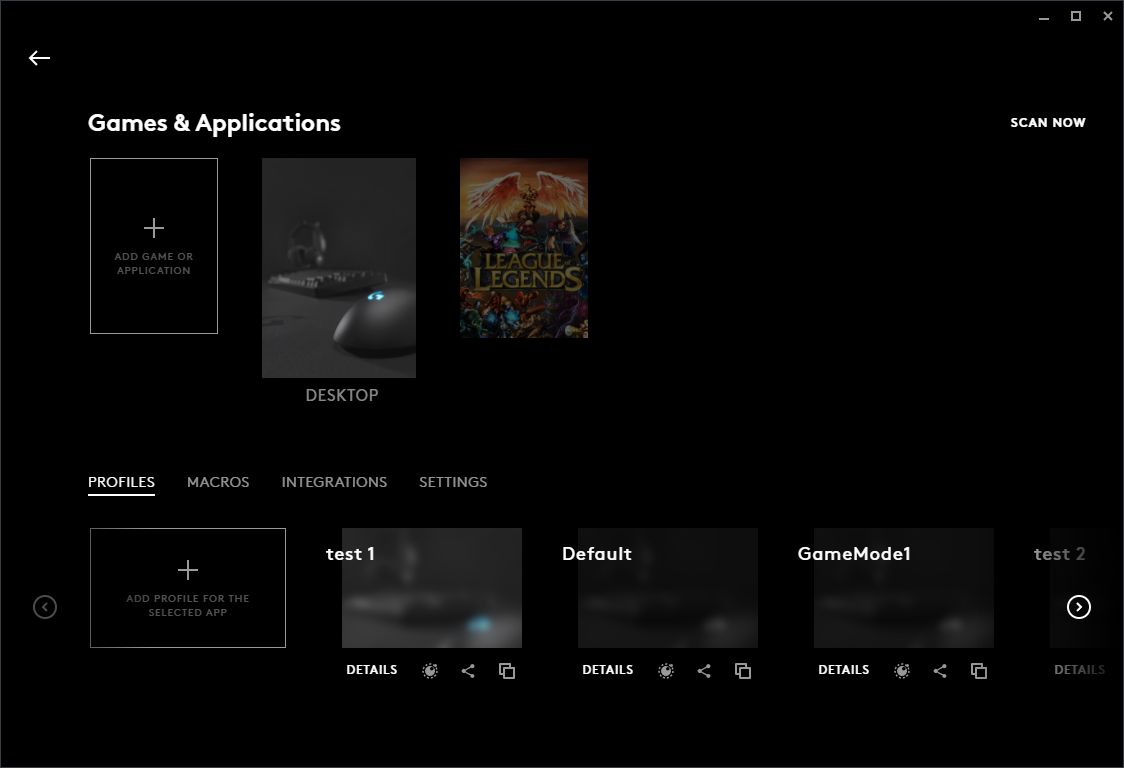 Games & Applications
SCAN NOW
ADD GAME OR
APPLICATION
LEAGUE
LEGENDS
DESKTOP
PROFILES
MACROS
INTEGRATIONS
SETTINGS
ADD PROFILE FOR THE
SELECTED APP
test 1
Default
GameMode1
test 2
DETAILS
DETAILS
DETAILS
DETAILS